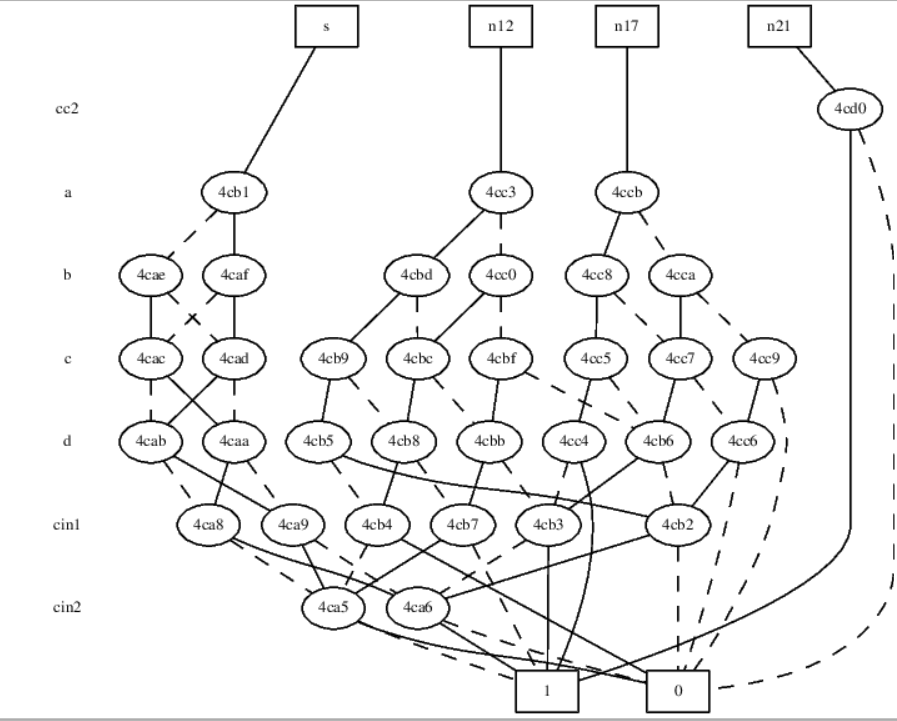 s n12 n17 n21
cc2 4cd0
a 4cb1 4cc3 4ccb
b 4cae 4caf 4cbd 4cc0 4cc8 4cca
c 4cac 4cad 4cb9 4cbc 4cbf 4cc5 4cc7 4cc9
d 4cab 4caa 4cb5 4cb8 4cbb 4cc4 4cb6 4cc6
cin1 4ca8 4ca9 4cb4 4cb7 4cb3 4cb2
cin2 4ca5 4ca6
1 0